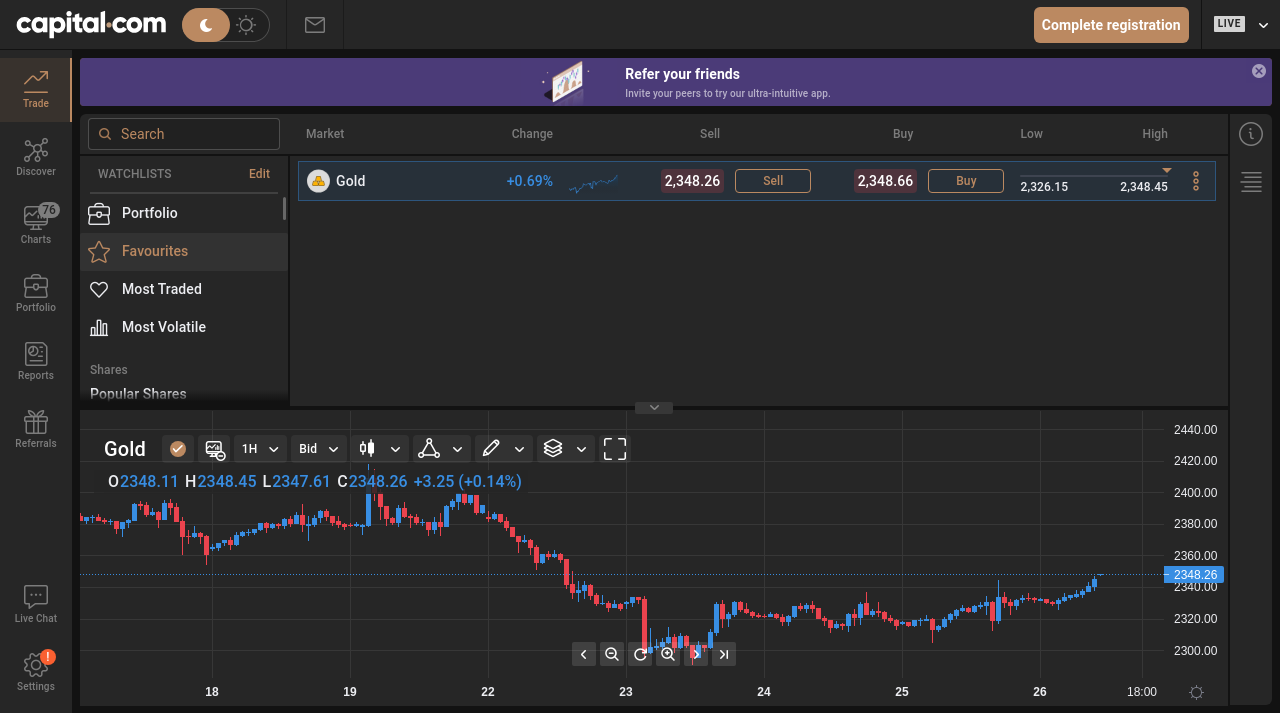 capital.com
Complete registration
LIVE
Trade
Discover
76
Charts
Portfolio
Reports
Referrals
Live Chat
!
Settings
Refer your friends
Invite your peers to try our ultra-intuitive app.
Search
Market Change Sell Buy Low High
WATCHLISTS Edit
Portfolio
Favourites
Most Traded
Most Volatile
Shares
Popular Shares
Gold +0.69% 2,348.26 Sell 2,348.66 Buy 2,326.15 2,348.45
Gold 1H Bid
O2348.11 H2348.45 L2347.61 C2348.26 +3.25 (+0.14%)
2440.00
2420.00
2400.00
2380.00
2360.00
2348.26
2340.00
2320.00
2300.00
18 19 22 23 24 25 26 18:00